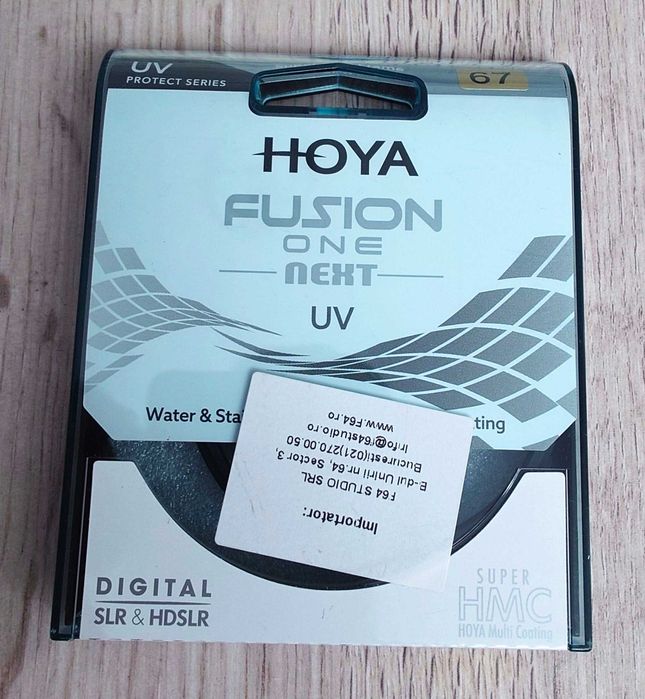 UV
PROTECT SERIES
67
HOYA
FUSION
ONE
NEXT
UV
Water & Stai
ting
Importator:
F64 STUDIO SRL
E-dul Unirii nr.64, Sector 3,
Bucuresti(021)270.00.50
Info@f64studio.ro
www.F64.ro
DIGITAL
SLR & HDSLR
SUPER
HMC
HOYA Multi Coating